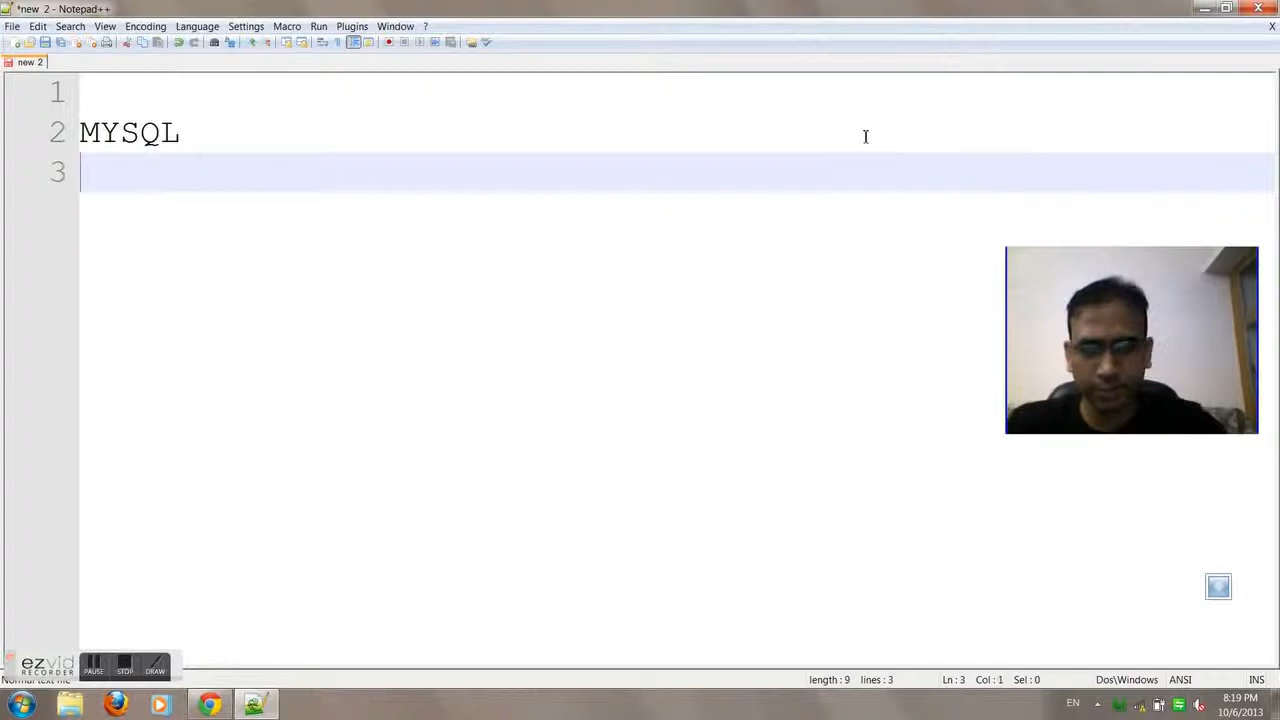 *new 2 - Notepad++
File Edit Search View Encoding Language Settings Macro Run Plugins Window ? X
new 2
1
2 MYSQL
3
ezvid
RECORDER
PAUSE STOP DRAW
length : 9 lines : 3 Ln : 3 Col : 1 Sel : 0 Dos\Windows ANSI INS
EN
8:19 PM
10/6/2013